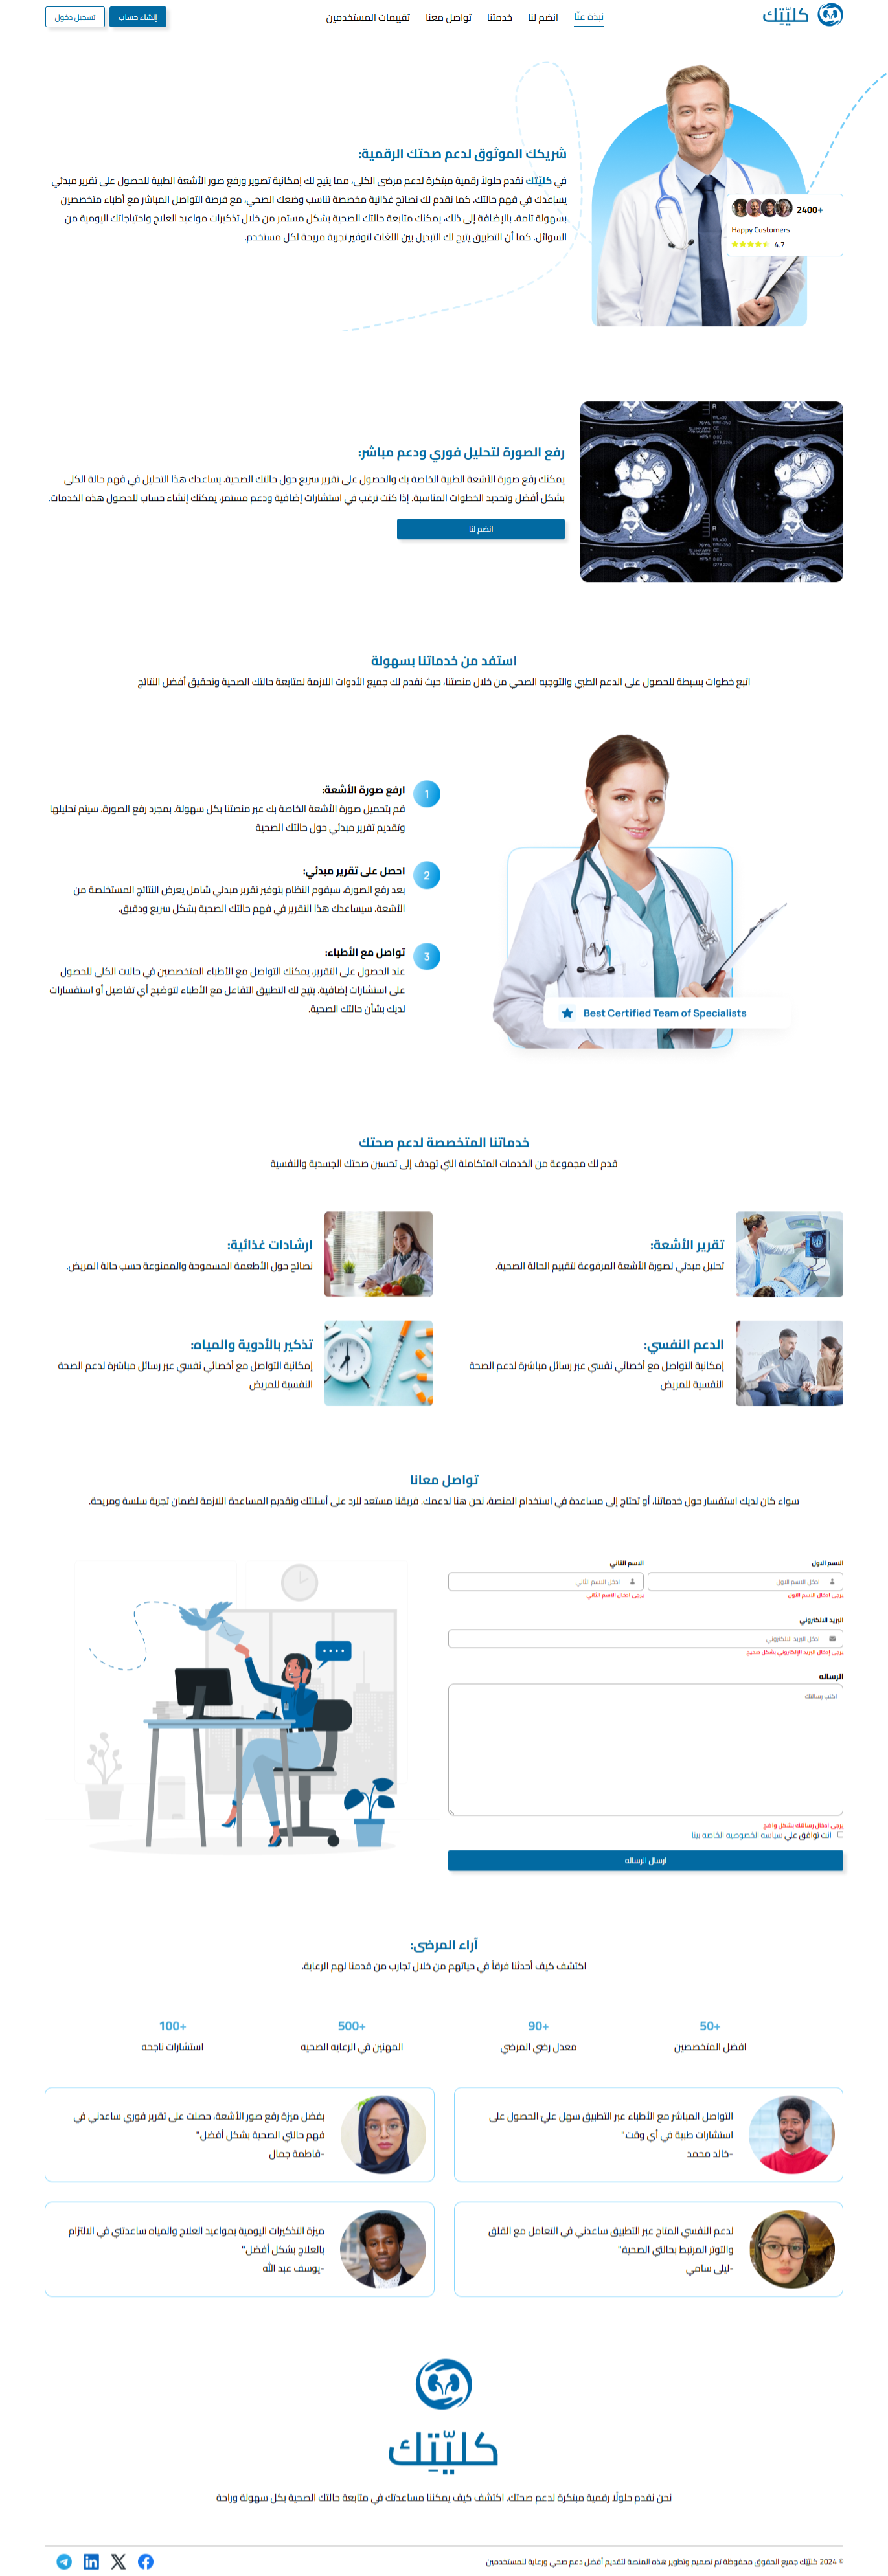 كليّتِك
نبذة عنّا
انضم لنا
خدمتنا
تواصل معنا
تقييمات المستخدمين
إنشاء حساب
تسجيل دخول
شريكك الموثوق لدعم صحتك الرقمية:
في كليّتِك نقدم حلولاً رقمية مبتكرة لدعم مرضى الكلى، مما يتيح لك إمكانية تصوير ورفع صور الأشعة الطبية للحصول على تقرير مبدئي
يساعدك في فهم حالتك. كما نقدم لك نصائح غذائية مخصصة تناسب وضعك الصحي، مع فرصة التواصل المباشر مع أطباء متخصصين
بسهولة تامة. بالإضافة إلى ذلك، يمكنك متابعة حالتك الصحية بشكل مستمر من خلال تذكيرات مواعيد العلاج واحتياجاتك اليومية من
السوائل. كما أن التطبيق يتيح لك التبديل بين اللغات لتوفير تجربة مريحة لكل مستخدم.
2400+
Happy Customers
4.7
رفع الصورة لتحليل فوري ودعم مباشر:
يمكنك رفع صورة الأشعة الطبية الخاصة بك والحصول على تقرير سريع حول حالتك الصحية. يساعدك هذا التحليل في فهم حالة الكلى
بشكل أفضل وتحديد الخطوات المناسبة. إذا كنت ترغب في استشارات إضافية ودعم مستمر، يمكنك إنشاء حساب للحصول هذه الخدمات.
انضم لنا
استفد من خدماتنا بسهولة
اتبع خطوات بسيطة للحصول على الدعم الطبي والتوجيه الصحي من خلال منصتنا، حيث نقدم لك جميع الأدوات اللازمة لمتابعة حالتك الصحية وتحقيق أفضل النتائج
1
ارفع صورة الأشعة:
قم بتحميل صورة الأشعة الخاصة بك عبر منصتنا بكل سهولة. بمجرد رفع الصورة، سيتم تحليلها
وتقديم تقرير مبدئي حول حالتك الصحية
2
احصل على تقرير مبدئي:
بعد رفع الصورة، سيقوم النظام بتوفير تقرير مبدئي شامل يعرض النتائج المستخلصة من
الأشعة. سيساعدك هذا التقرير في فهم حالتك الصحية بشكل سريع ودقيق.
3
تواصل مع الأطباء:
عند الحصول على التقرير، يمكنك التواصل مع الأطباء المتخصصين في حالات الكلى للحصول
على استشارات إضافية. يتيح لك التطبيق التفاعل مع الأطباء لتوضيح أي تفاصيل أو استفسارات
لديك بشأن حالتك الصحية.
Best Certified Team of Specialists
خدماتنا المتخصصة لدعم صحتك
قدم لك مجموعة من الخدمات المتكاملة التي تهدف إلى تحسين صحتك الجسدية والنفسية
تقرير الأشعة:
تحليل مبدئي لصورة الأشعة المرفوعة لتقييم الحالة الصحية.
ارشادات غذائية:
نصائح حول الأطعمة المسموحة والممنوعة حسب حالة المريض.
الدعم النفسي:
إمكانية التواصل مع أخصائي نفسي عبر رسائل مباشرة لدعم الصحة
النفسية للمريض
تذكير بالأدوية والمياه:
إمكانية التواصل مع أخصائي نفسي عبر رسائل مباشرة لدعم الصحة
النفسية للمريض
تواصل معانا
سواء كان لديك استفسار حول خدماتنا، أو تحتاج إلى مساعدة في استخدام المنصة، نحن هنا لدعمك. فريقنا مستعد للرد على أسئلتك وتقديم المساعدة اللازمة لضمان تجربة سلسة ومريحة.
الاسم الاول
الاسم الثاني
ادخل الاسم الاول
ادخل الاسم الثاني
يرجى ادخال الاسم الاول
يرجى ادخال الاسم الثاني
البريد الالكتروني
ادخل البريد الالكتروني
يرجى إدخال البريد الإلكتروني بشكل صحيح
الرساله
اكتب رسالتك
يرجى ادخال رسالتك بشكل واضح
انت توافق علي سياسه الخصوصيه الخاصه بينا
ارسال الرساله
آراء المرضى:
اكتشف كيف أحدثنا فرقاً في حياتهم من خلال تجارب من قدمنا لهم الرعاية.
50+
افضل المتخصصين
90+
معدل رضي المرضي
500+
المهنين في الرعايه الصحيه
100+
استشارات ناجحه
التواصل المباشر مع الأطباء عبر التطبيق سهل عليّ الحصول على
استشارات طبية في أي وقت."
-خالد محمد
بفضل ميزة رفع صور الأشعة، حصلت على تقرير فوري ساعدني في
فهم حالتي الصحية بشكل أفضل."
-فاطمة جمال
لدعم النفسي المتاح عبر التطبيق ساعدني في التعامل مع القلق
والتوتر المرتبط بحالتي الصحية."
-ليلى سامي
ميزة التذكيرات اليومية بمواعيد العلاج والمياه ساعدتني في الالتزام
بالعلاج بشكل أفضل."
-يوسف عبد الله
كليّتِك
نحن نقدم حلولًا رقمية مبتكرة لدعم صحتك. اكتشف كيف يمكننا مساعدتك في متابعة حالتك الصحية بكل سهولة وراحة
© 2024 كليّتِك جميع الحقوق محفوظة تم تصميم وتطوير هذه المنصة لتقديم أفضل دعم صحي ورعاية للمستخدمين